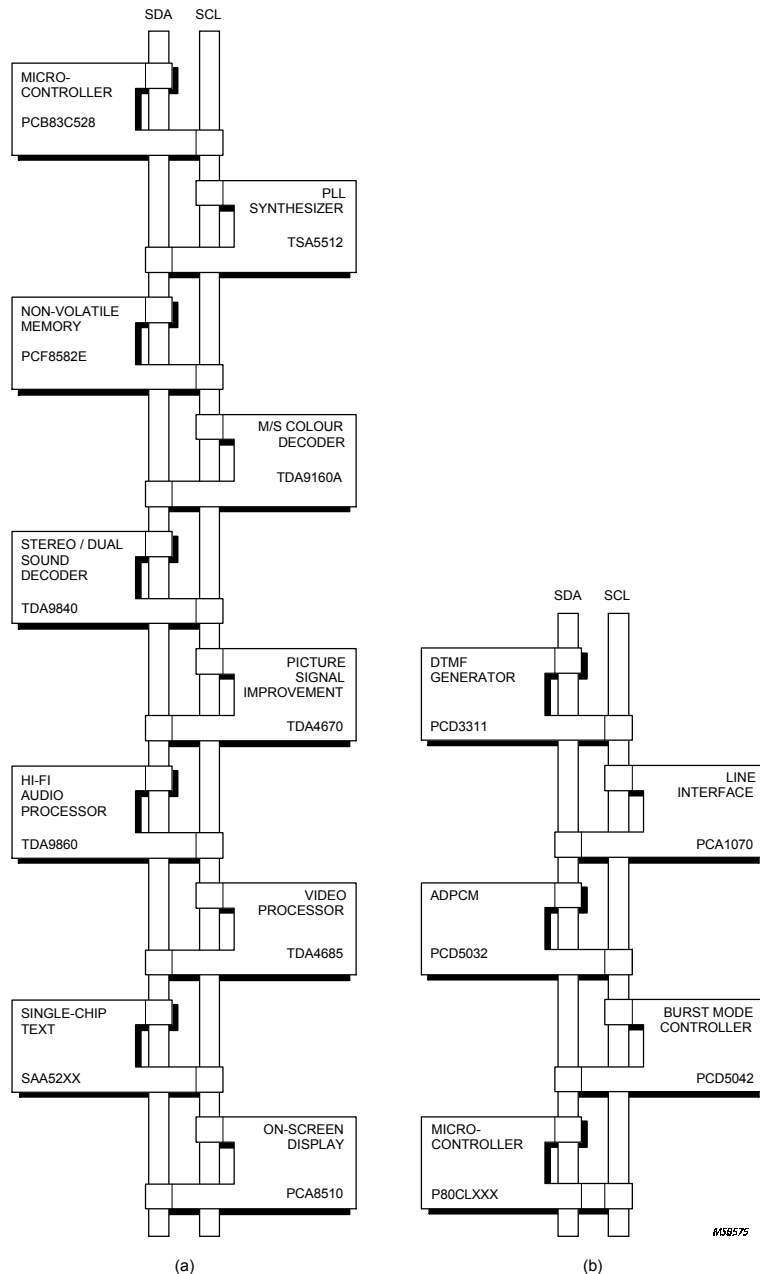 SDA SCL
MICRO-
CONTROLLER
PCB83C528
PLL
SYNTHESIZER
TSA5512
NON-VOLATILE
MEMORY
PCF8582E
M/S COLOUR
DECODER
TDA9160A
STEREO / DUAL
SOUND
DECODER
TDA9840
PICTURE
SIGNAL
IMPROVEMENT
TDA4670
HI-FI
AUDIO
PROCESSOR
TDA9860
VIDEO
PROCESSOR
TDA4685
SINGLE-CHIP
TEXT
SAA52XX
ON-SCREEN
DISPLAY
PCA8510
(a)
SDA SCL
DTMF
GENERATOR
PCD3311
LINE
INTERFACE
PCA1070
ADPCM
PCD5032
BURST MODE
CONTROLLER
PCD5042
MICRO-
CONTROLLER
P80CLXXX
MSB575
(b)